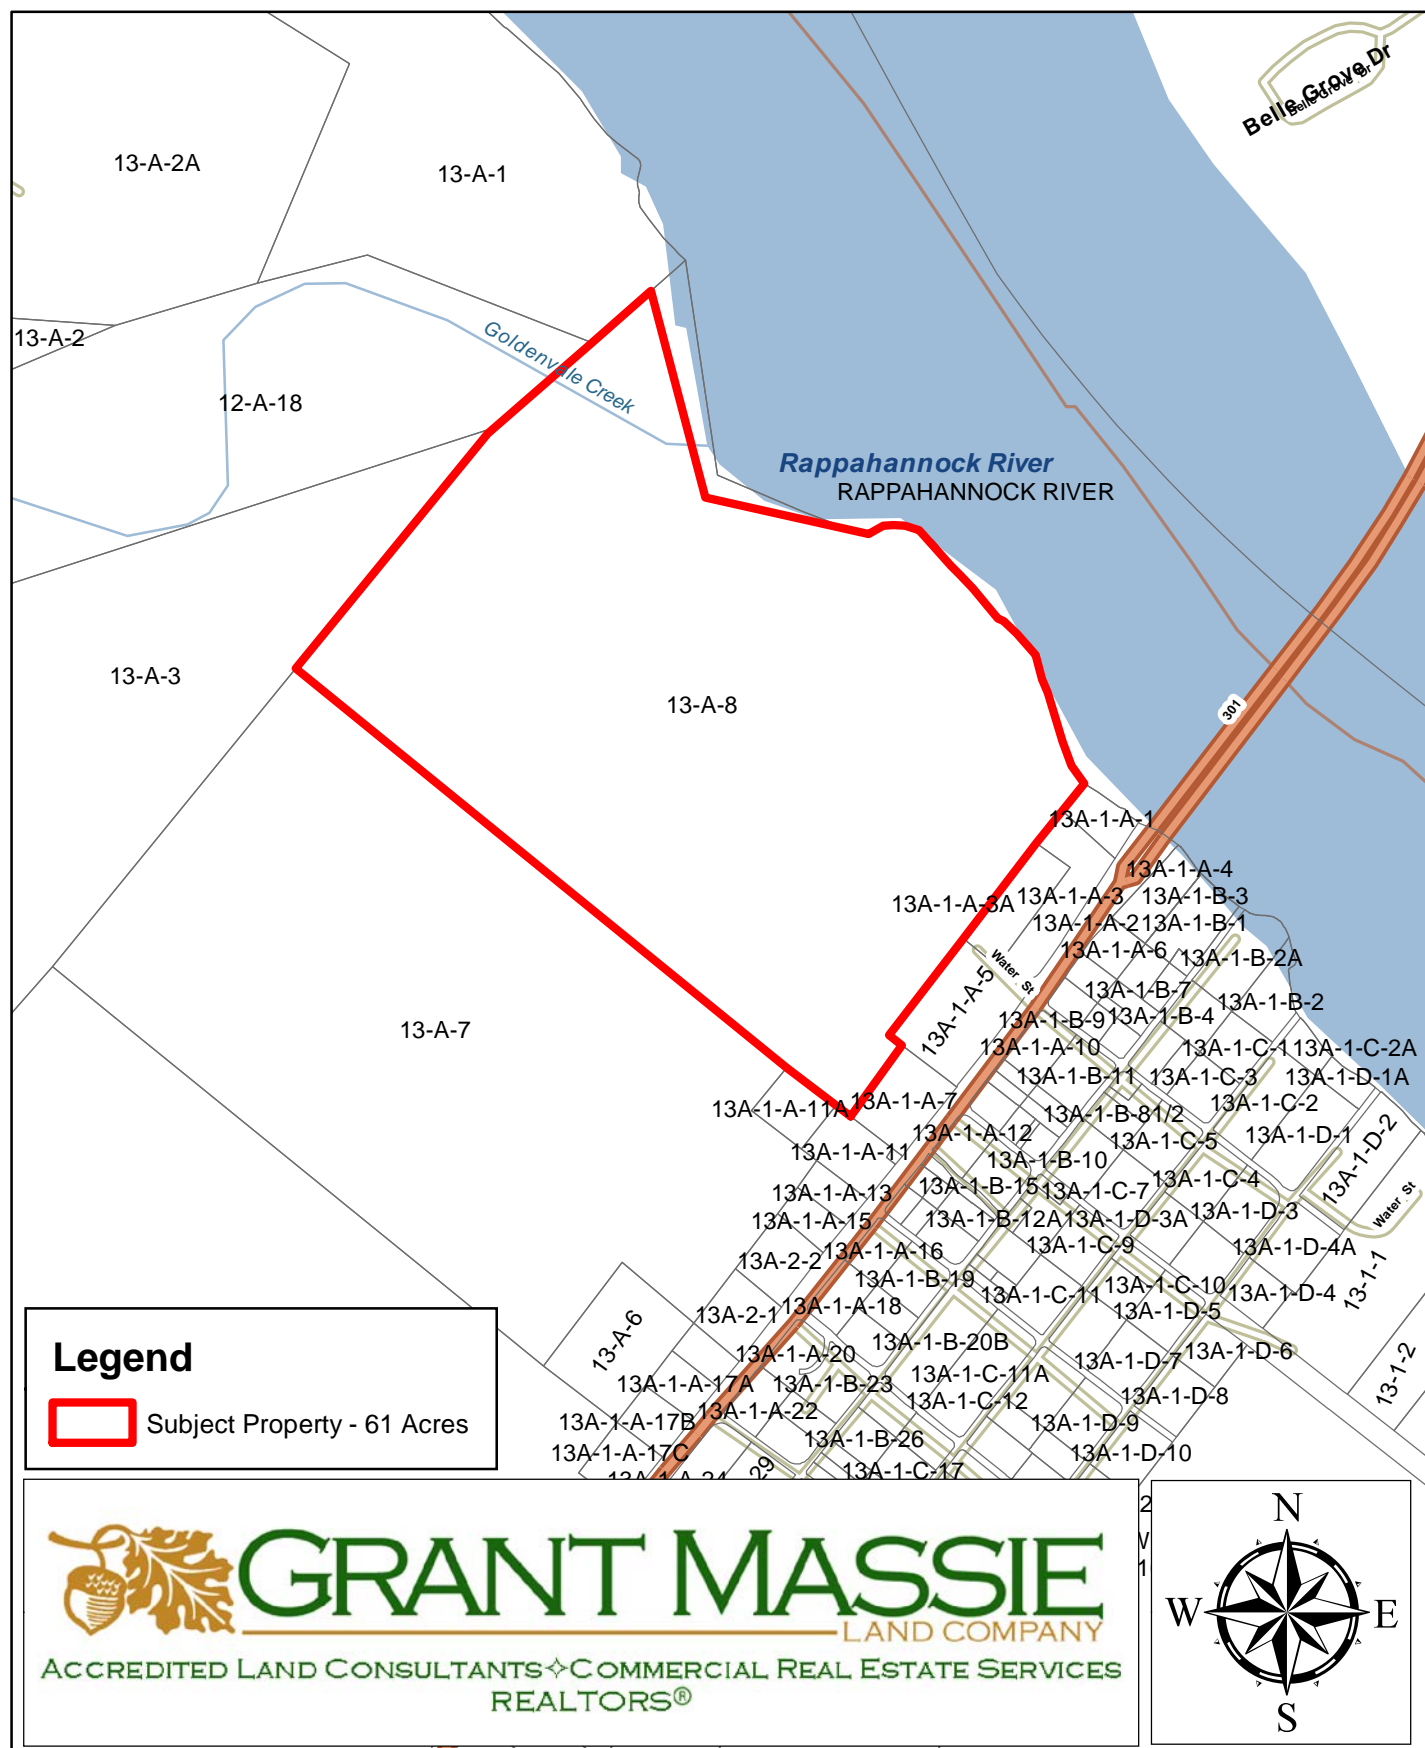 Belle Grove Dr
Belle Grove Dr
13-A-2A
13-A-1
13-A-2
Goldenvale Creek
12-A-18
Rappahannock River
RAPPAHANNOCK RIVER
13-A-3
13-A-8
301
13A-1-A-1
13A-1-A-4
13A-1-A-3A
13A-1-A-3
13A-1-B-3
13A-1-A-2
13A-1-B-1
13A-1-A-6
13A-1-B-2A
Water St
13A-1-A-5
13A-1-B-7
13A-1-B-2
13A-1-B-9
13A-1-B-4
13-A-7
13A-1-A-10
13A-1-C-1
13A-1-C-2A
13A-1-B-11
13A-1-C-3
13A-1-D-1A
13A-1-A-11A
13A-1-A-7
13A-1-B-81/2
13A-1-C-2
13A-1-A-12
13A-1-C-5
13A-1-D-1
13A-1-D-2
13A-1-A-11
13A-1-B-10
13A-1-C-4
13A-1-A-13
13A-1-B-15
13A-1-C-7
Water St
13A-1-A-15
13A-1-B-12A
13A-1-D-3A
13A-1-D-3
13A-2-2
13A-1-A-16
13A-1-C-9
13A-1-D-4A
13A-1-B-19
13A-1-C-10
13A-1-D-4
13-1-1
13A-2-1
13A-1-A-18
13A-1-C-11
13A-1-D-5
13-A-6
13A-1-A-20
13A-1-B-20B
13A-1-D-7
13A-1-D-6
13-1-2
13A-1-A-17A
13A-1-B-23
13A-1-C-11A
13A-1-D-8
13A-1-A-17B
13A-1-A-22
13A-1-C-12
13A-1-D-9
13A-1-A-17C
13A-1-B-26
13A-1-D-10
13A-1-C-17
29
Legend
Subject Property - 61 Acres
GRANT MASSIE
LAND COMPANY
ACCREDITED LAND CONSULTANTS✧COMMERCIAL REAL ESTATE SERVICES
REALTORS®
N
W
E
S